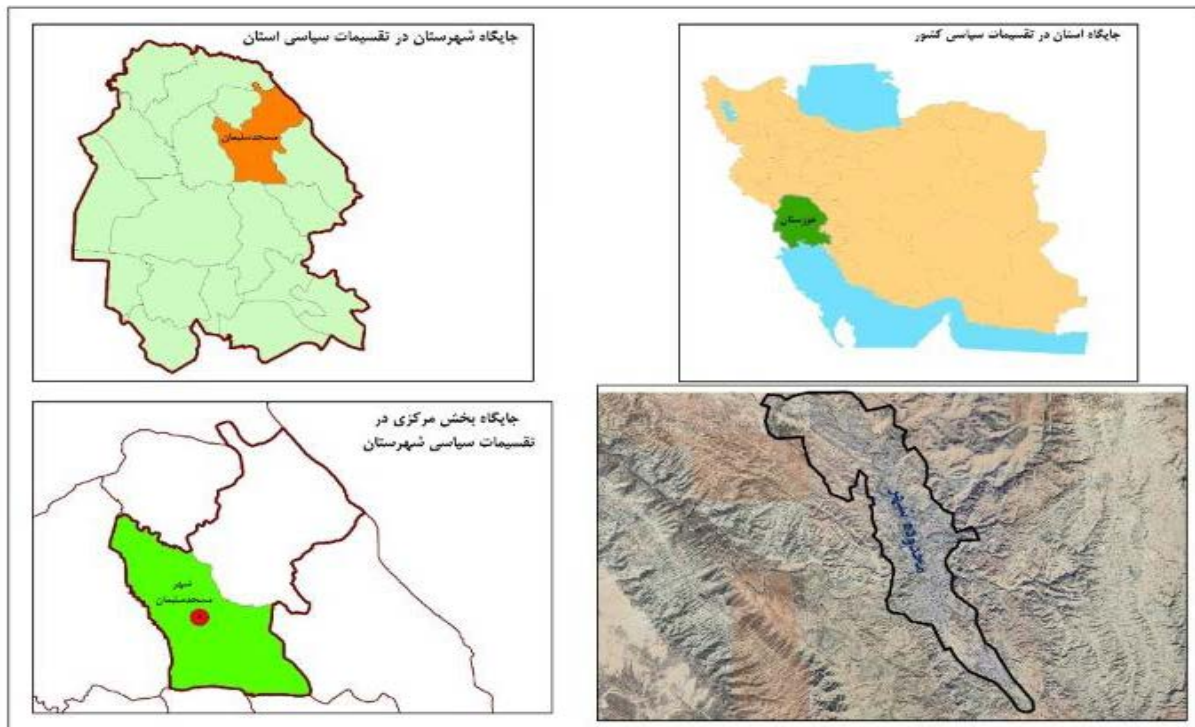 جایگاه استان در تقسیمات سیاسی کشور
خوزستان
جایگاه شهرستان در تقسیمات سیاسی استان
مسجدسلیمان
جایگاه بخش مرکزی در
تقسیمات سیاسی شهرستان
شهر
مسجدسلیمان
محدوده شهر